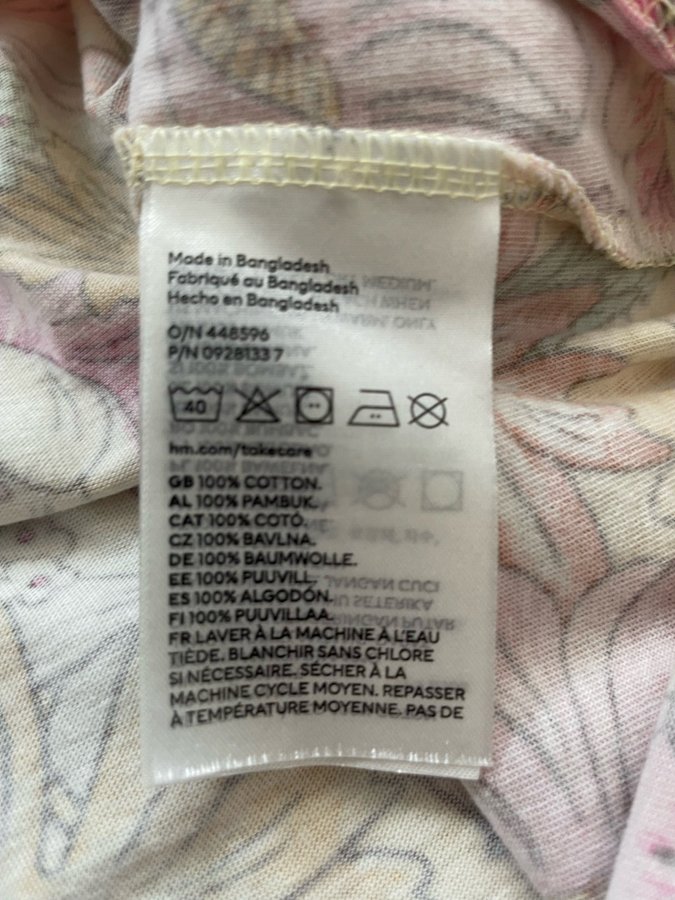 Made in Bangladesh
Fabriqué au Bangladesh
Hecho en Bangladesh
O/N 448596
P/N 0928133 7
40
hm.com/takecare
GB 100% COTTON.
AL 100% PAMBUK.
CAT 100% COTÓ.
CZ 100% BAVLNA.
DE 100% BAUMWOLLE.
EE 100% PUUVILL.
ES 100% ALGODÓN.
FI 100% PUUVILLAA.
FR LAVER À LA MACHINE À L'EAU
TIÈDE. BLANCHIR SANS CHLORE
SI NÉCESSAIRE. SÉCHER À LA
MACHINE CYCLE MOYEN. REPASSER
À TEMPÉRATURE MOYENNE. PAS DE